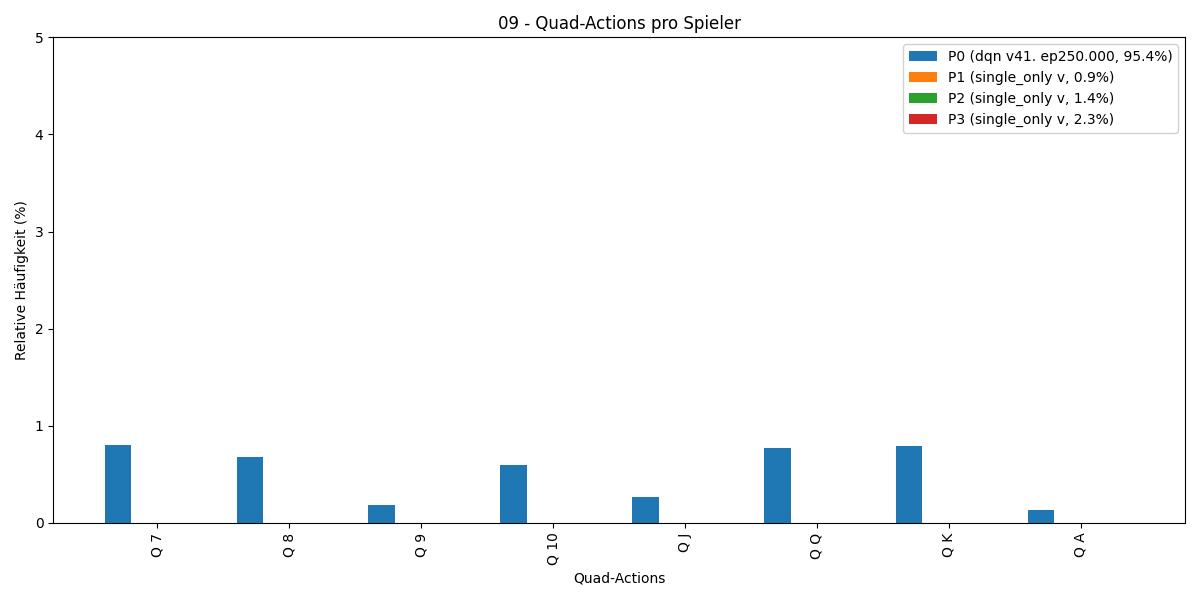 09 - Quad-Actions pro Spieler
P0 (dqn v41. ep250.000, 95.4%)
P1 (single_only v, 0.9%)
P2 (single_only v, 1.4%)
P3 (single_only v, 2.3%)
Relative Häufigkeit (%)
5
4
3
2
1
0
Q 7
Q 8
Q 9
Q 10
Q J
Q Q
Q K
Q A
Quad-Actions